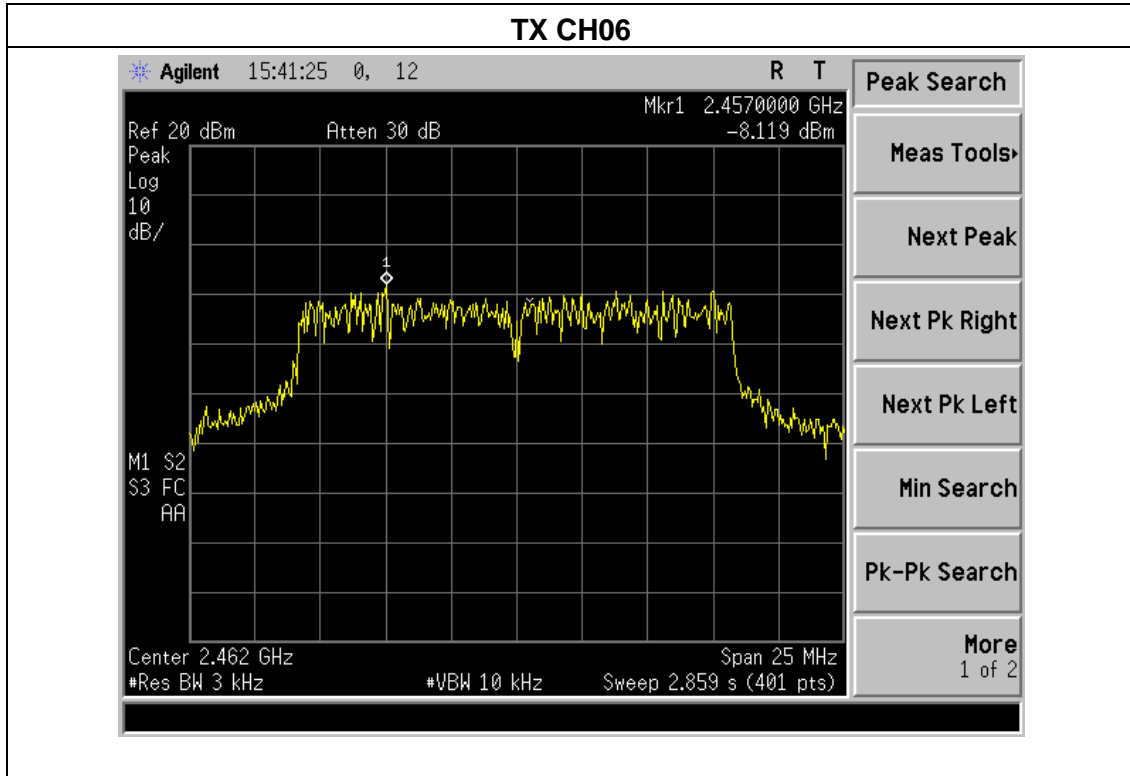 TX CH06
Agilent 15:41:25 0, 12 R T
Mkr1 2.4570000 GHz
Ref 20 dBm Atten 30 dB -8.119 dBm
Peak
Log
10
dB/
1
M1 S2
S3 FC
AA
Center 2.462 GHz Span 25 MHz
#Res BW 3 kHz #VBW 10 kHz Sweep 2.859 s (401 pts)
Peak Search
Meas Tools
Next Peak
Next Pk Right
Next Pk Left
Min Search
Pk-Pk Search
More
1 of 2